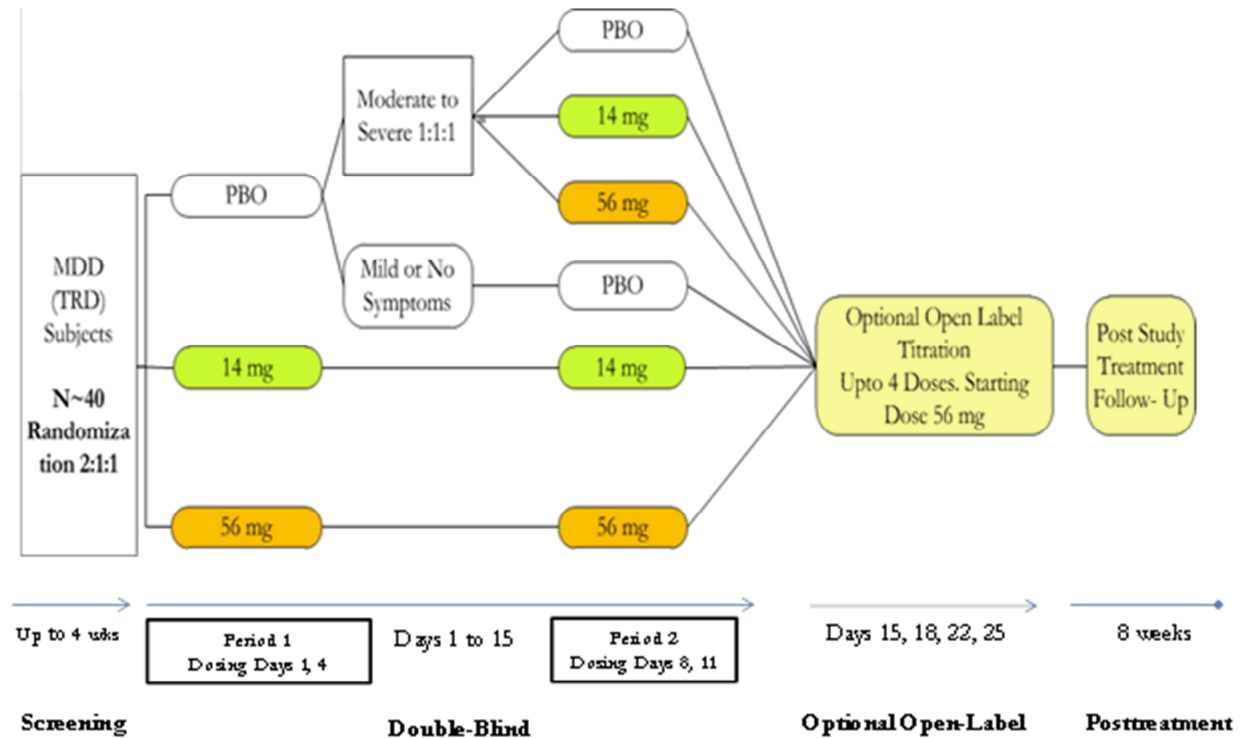 PBO
Moderate to
Severe 1:1:1
14 mg
PBO
56 mg
MDD
(TRD)
Subjects
N~40
Randomiza
tion 2:1:1
Mild or No
Symptoms
PBO
Optional Open Label
Titration
Upto 4 Doses. Starting
Dose 56 mg
Post Study
Treatment
Follow- Up
14 mg
14 mg
56 mg
56 mg
Up to 4 wks
Period 1
Dosing Days 1, 4
Days 1 to 15
Period 2
Dosing Days 8, 11
Days 15, 18, 22, 25
8 weeks
Screening
Double-Blind
Optional Open-Label
Posttreatment